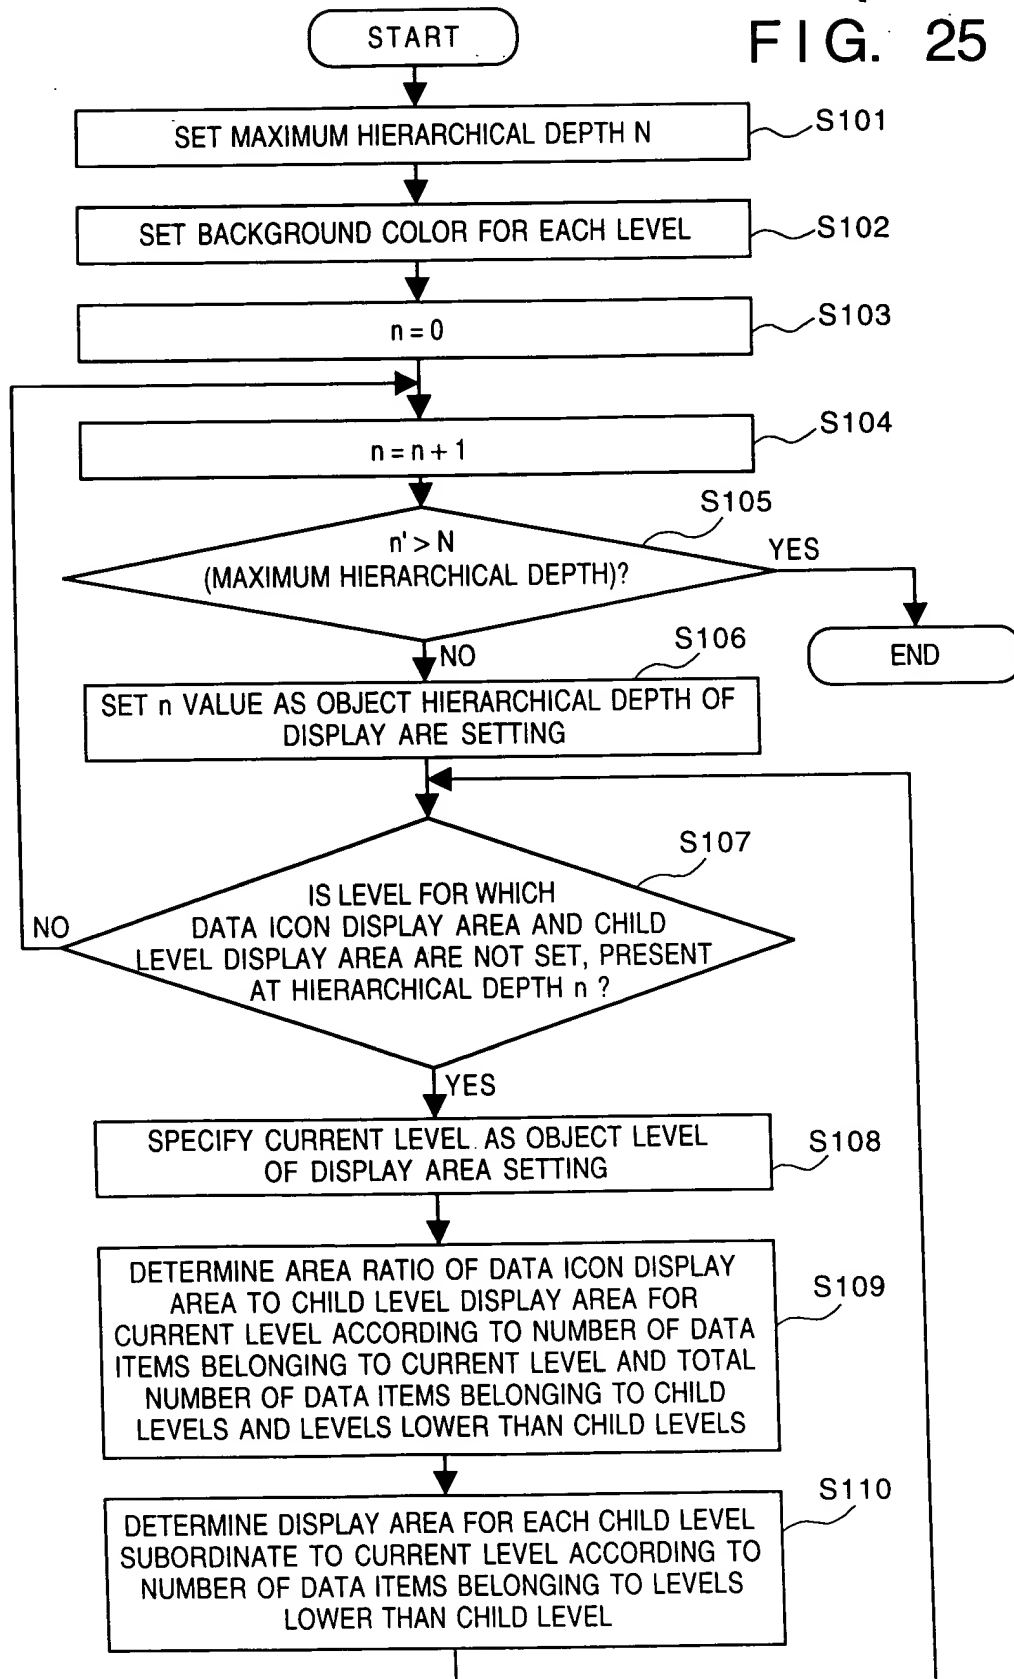 FIG. 25
START
SET MAXIMUM HIERARCHICAL DEPTH N
S101
SET BACKGROUND COLOR FOR EACH LEVEL
S102
n = 0
S103
n = n + 1
S104
S105
n' > N
(MAXIMUM HIERARCHICAL DEPTH)?
YES
END
NO
S106
SET n VALUE AS OBJECT HIERARCHICAL DEPTH OF
DISPLAY ARE SETTING
S107
IS LEVEL FOR WHICH
DATA ICON DISPLAY AREA AND CHILD
LEVEL DISPLAY AREA ARE NOT SET, PRESENT
AT HIERARCHICAL DEPTH n ?
NO
YES
SPECIFY CURRENT LEVEL AS OBJECT LEVEL
OF DISPLAY AREA SETTING
S108
DETERMINE AREA RATIO OF DATA ICON DISPLAY
AREA TO CHILD LEVEL DISPLAY AREA FOR
CURRENT LEVEL ACCORDING TO NUMBER OF DATA
ITEMS BELONGING TO CURRENT LEVEL AND TOTAL
NUMBER OF DATA ITEMS BELONGING TO CHILD
LEVELS AND LEVELS LOWER THAN CHILD LEVELS
S109
DETERMINE DISPLAY AREA FOR EACH CHILD LEVEL
SUBORDINATE TO CURRENT LEVEL ACCORDING TO
NUMBER OF DATA ITEMS BELONGING TO LEVELS
LOWER THAN CHILD LEVEL
S110